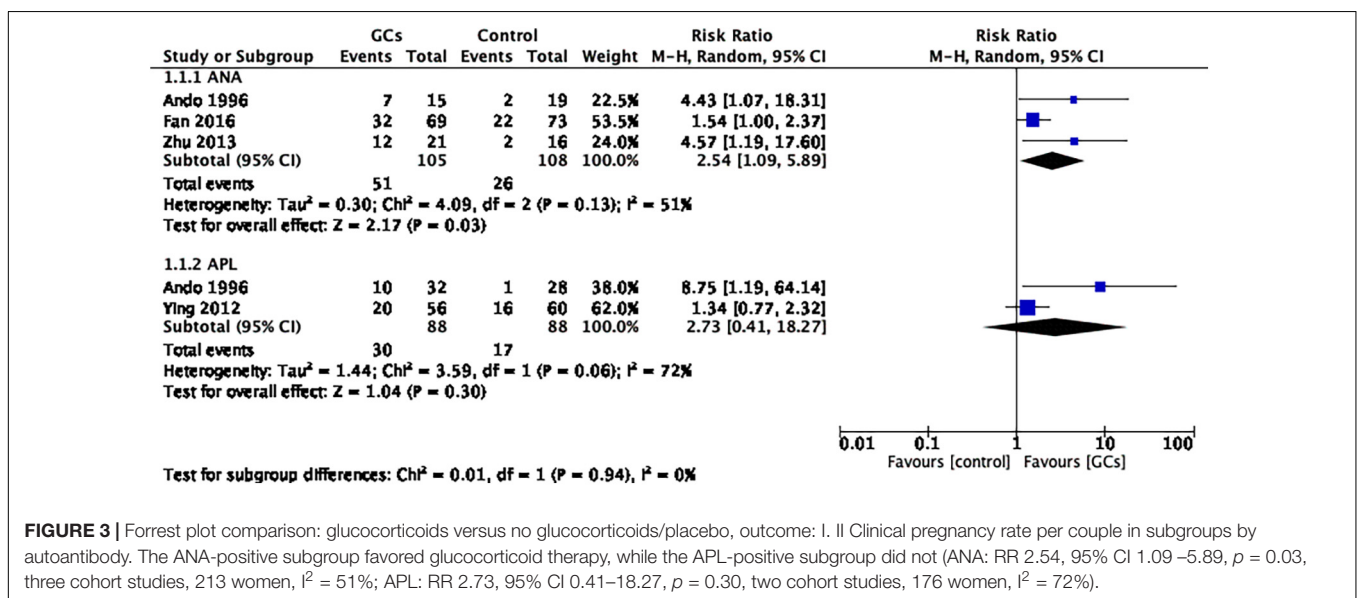 GCs Control Risk Ratio Risk Ratio
Study or Subgroup Events Total Events Total Weight M-H, Random, 95% CI M-H, Random, 95% CI
1.1.1 ANA
Ando 1996 7 15 2 19 22.5% 4.43 [1.07, 18.31]
Fan 2016 32 69 22 73 53.5% 1.54 [1.00, 2.37]
Zhu 2013 12 21 2 16 24.0% 4.57 [1.19, 17.60]
Subtotal (95% CI) 105 108 100.0% 2.54 [1.09, 5.89]
Total events 51 26
Heterogeneity: Tau² = 0.30; Chi² = 4.09, df = 2 (P = 0.13); I² = 51%
Test for overall effect: Z = 2.17 (P = 0.03)
1.1.2 APL
Ando 1996 10 32 1 28 38.0% 8.75 [1.19, 64.14]
Ying 2012 20 56 16 60 62.0% 1.34 [0.77, 2.32]
Subtotal (95% CI) 88 88 100.0% 2.73 [0.41, 18.27]
Total events 30 17
Heterogeneity: Tau² = 1.44; Chi² = 3.59, df = 1 (P = 0.06); I² = 72%
Test for overall effect: Z = 1.04 (P = 0.30)
0.01 0.1 1 10 100
Favours [control] Favours [GCs]
Test for subgroup differences: Chi² = 0.01, df = 1 (P = 0.94), I² = 0%
FIGURE 3 | Forrest plot comparison: glucocorticoids versus no glucocorticoids/placebo, outcome: I. II Clinical pregnancy rate per couple in subgroups by
autoantibody. The ANA-positive subgroup favored glucocorticoid therapy, while the APL-positive subgroup did not (ANA: RR 2.54, 95% CI 1.09 –5.89, p = 0.03,
three cohort studies, 213 women, I² = 51%; APL: RR 2.73, 95% CI 0.41–18.27, p = 0.30, two cohort studies, 176 women, I² = 72%).